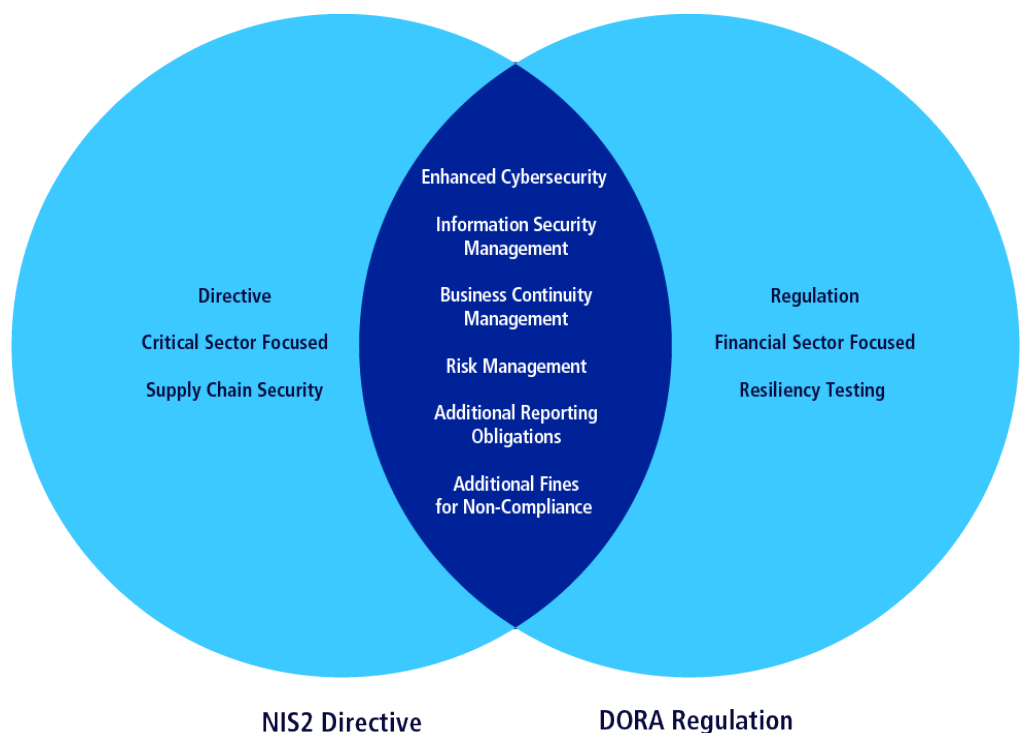 Enhanced Cybersecurity
Information Security
Management
Business Continuity
Management
Risk Management
Additional Reporting
Obligations
Additional Fines
for Non-Compliance
Directive
Critical Sector Focused
Supply Chain Security
Regulation
Financial Sector Focused
Resiliency Testing
NIS2 Directive
DORA Regulation